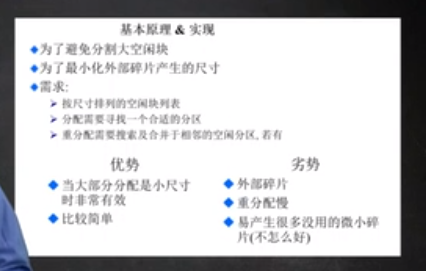 基本原理 & 实现
为了避免分割大空闲块
为了最小化外部碎片产生的尺寸
需求:
按尺寸排列的空闲块列表
分配需要寻找一个合适的分区
重分配需要搜索及合并于相邻的空闲分区, 若有
优势
当大部分分配是小尺寸
时非常有效
比较简单
劣势
外部碎片
重分配慢
易产生很多没用的微小碎
片(不怎么好)